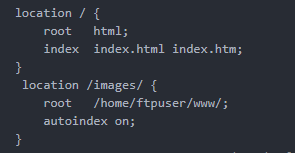 location / {
    root   html;
    index  index.html index.htm;
}
 location /images/ {
    root   /home/ftpuser/www/;
    autoindex on;
}